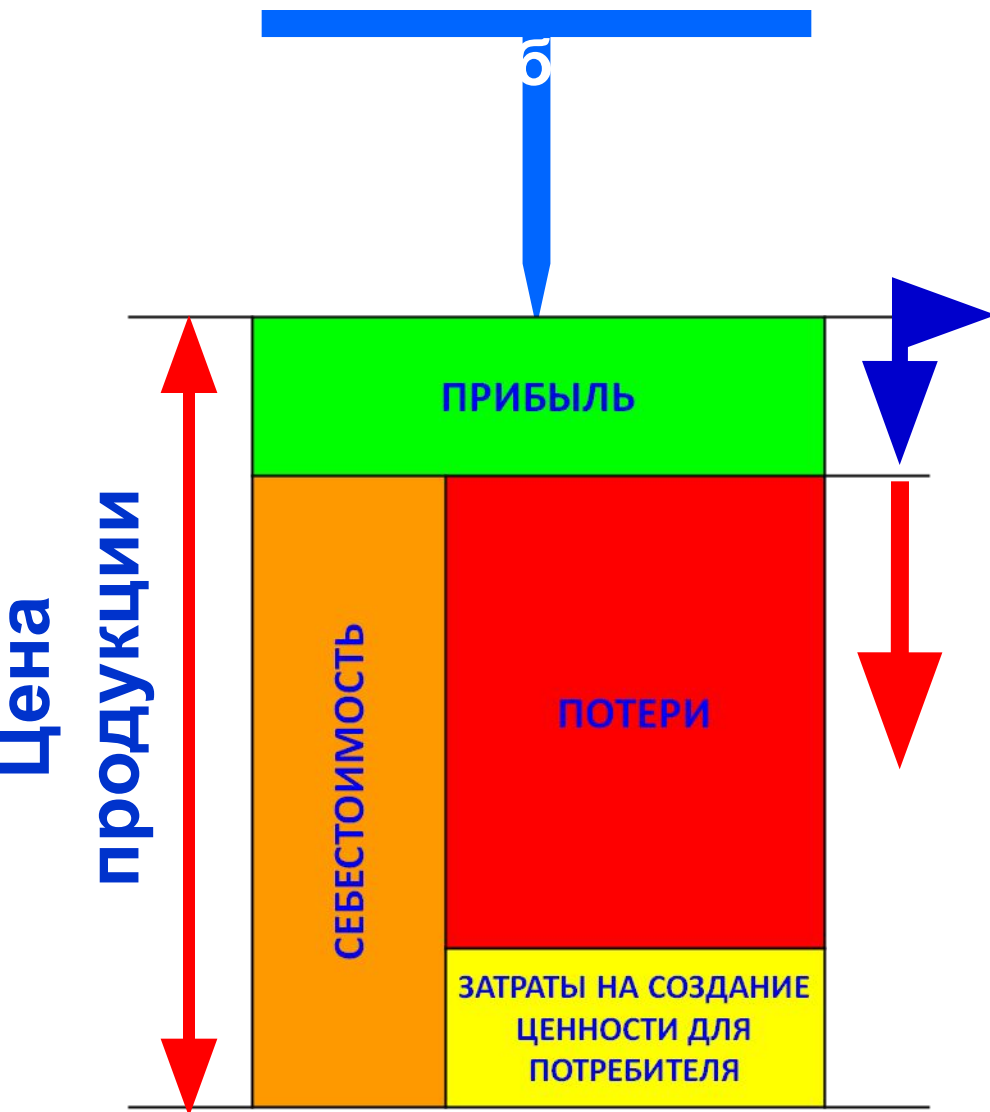 б
ПРИБЫЛЬ
Цена
продукции
СЕБЕСТОИМОСТЬ
ПОТЕРИ
ЗАТРАТЫ НА СОЗДАНИЕ
ЦЕННОСТИ ДЛЯ
ПОТРЕБИТЕЛЯ